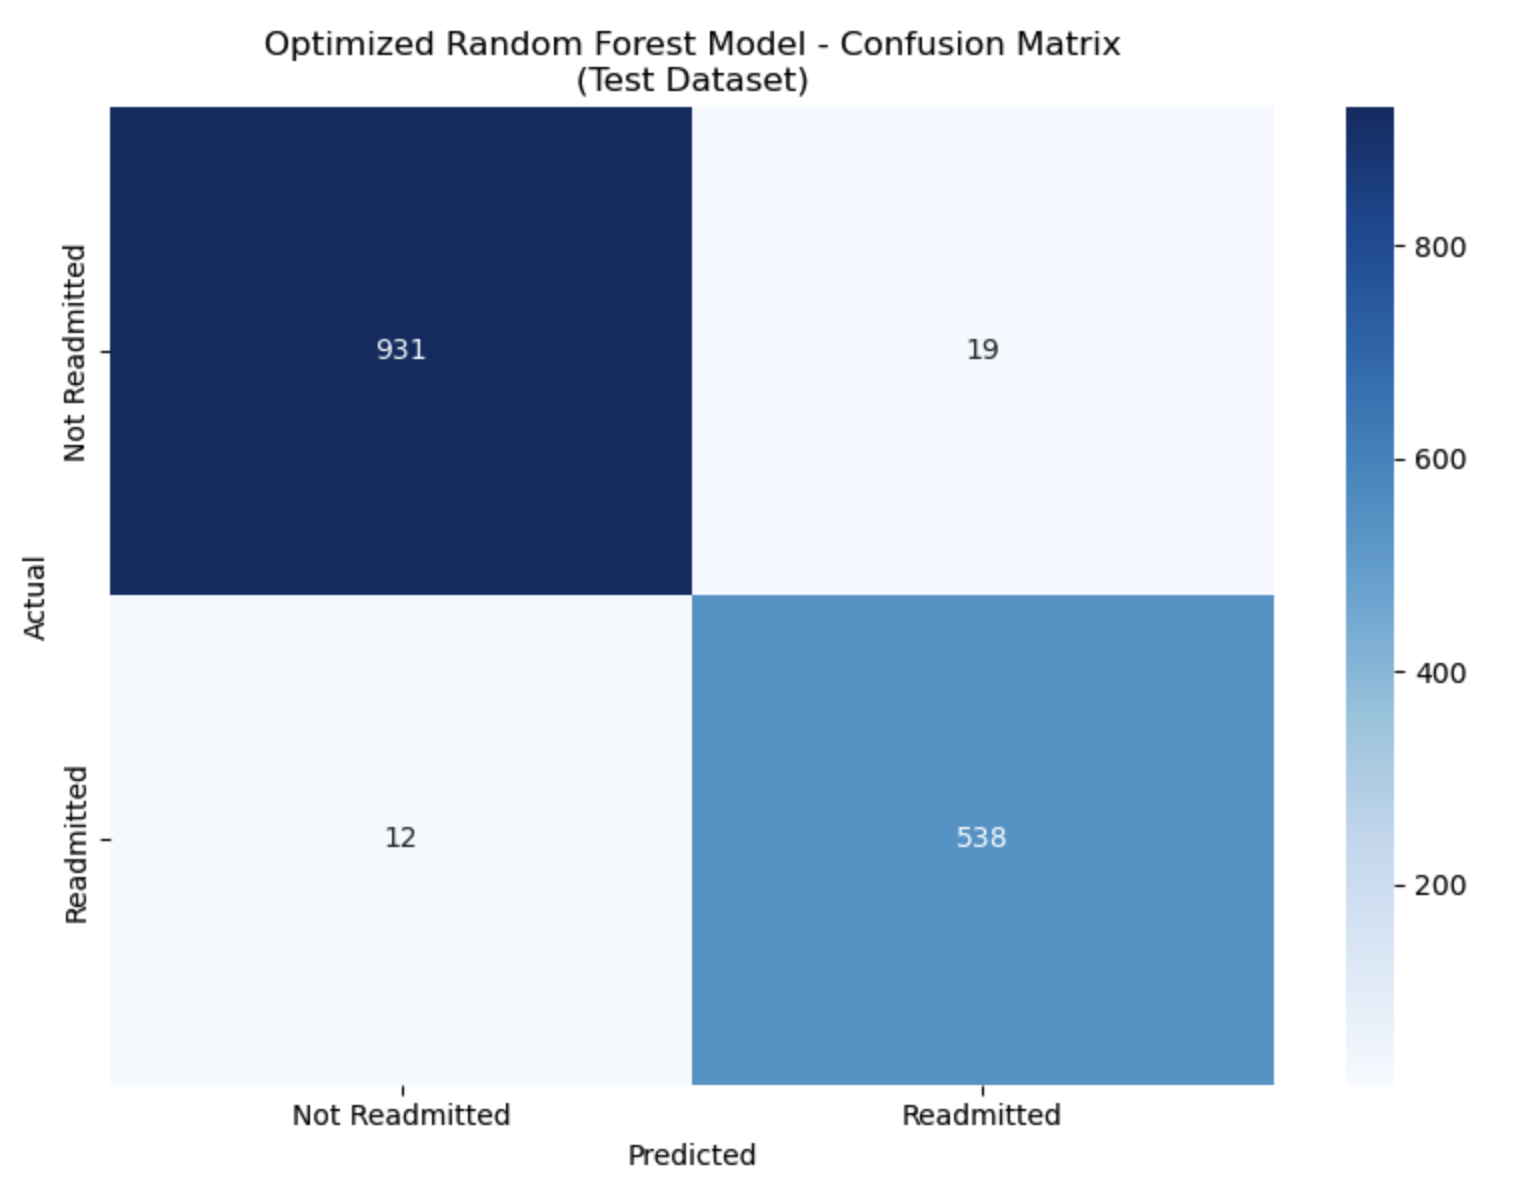 Optimized Random Forest Model - Confusion Matrix
(Test Dataset)
Actual
Not Readmitted
Readmitted
931
19
12
538
Not Readmitted
Readmitted
Predicted
800
600
400
200